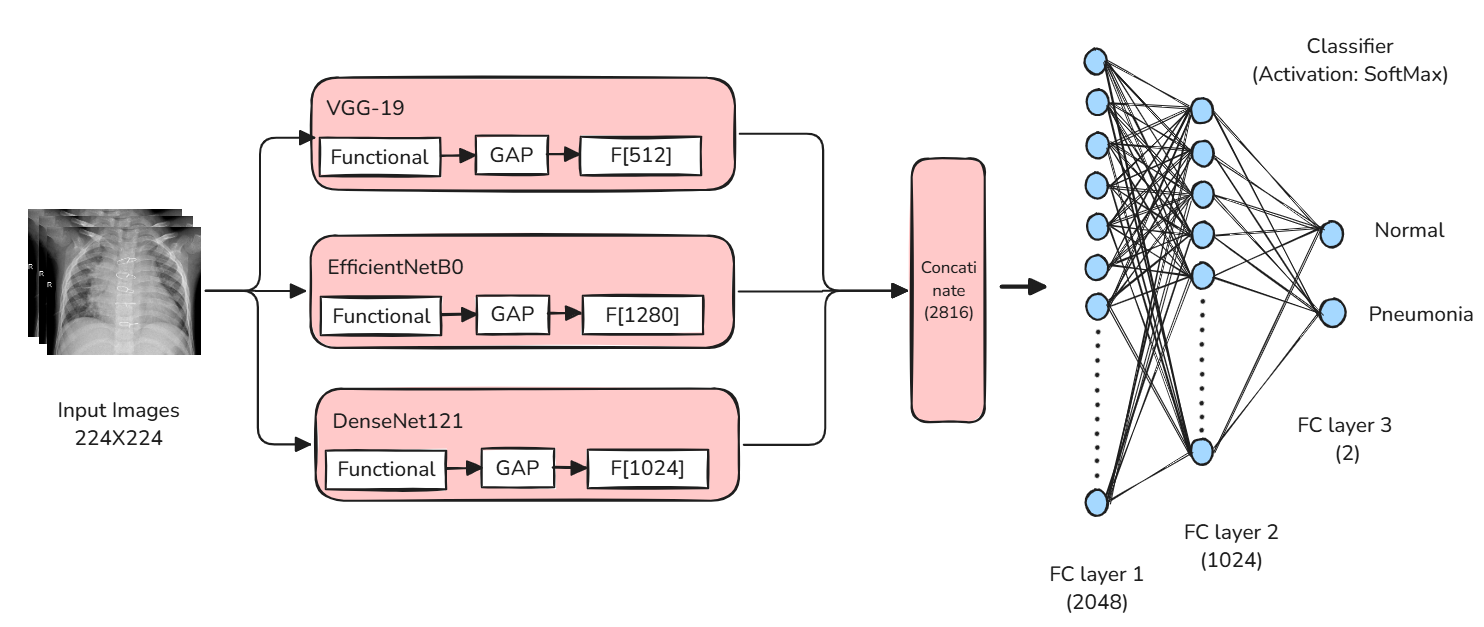 Classifier
(Activation: SoftMax)
VGG-19
Functional
GAP
F[512]
EfficientNetB0
Functional
GAP
F[1280]
DenseNet121
Functional
GAP
F[1024]
R
R
R
Input Images
224X224
Concati
nate
(2816)
Normal
Pneumonia
FC layer 3
(2)
FC layer 2
(1024)
FC layer 1
(2048)